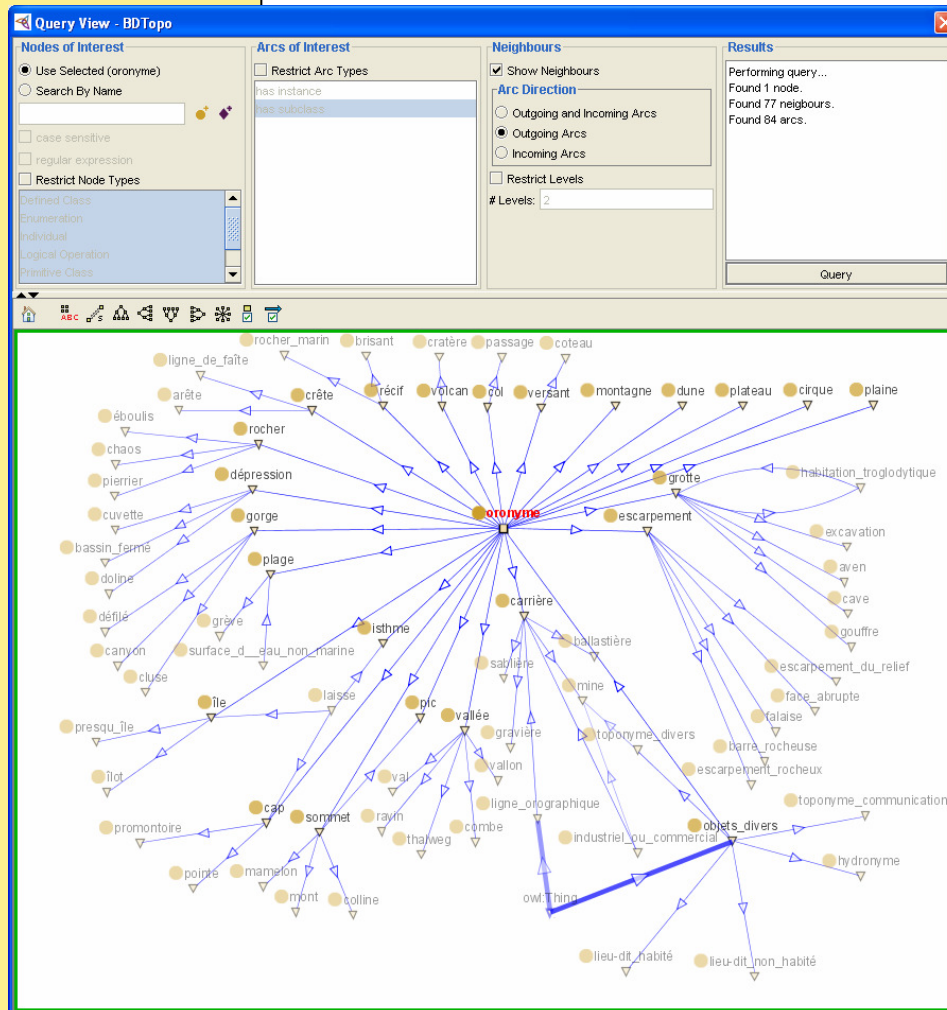 Query View - BDTopo
Nodes of Interest
Use Selected (oronyme)
Search By Name
case sensitive
regular expression
Restrict Node Types
Defined Class
Enumeration
Individual
Logical Operation
Primitive Class
Arcs of Interest
Restrict Arc Types
has instance
has subclass
Neighbours
Show Neighbours
Arc Direction
Outgoing and Incoming Arcs
Outgoing Arcs
Incoming Arcs
Restrict Levels
# Levels: 2
Results
Performing query...
Found 1 node.
Found 77 neigbours.
Found 84 arcs.
Query
ABC
S
rocher_marin
brisant
cratère
passage
coteau
ligne_de_faîte
arête
crête
récif
volcan
col
versant
montagne
dune
plateau
cirque
plaine
éboulis
rocher
chaos
pierrier
dépression
grotte
habitation_troglodytique
cuvette
gorge
oronyme
escarpement
excavation
bassin_fermé
plage
aven
doline
cave
défilé
grève
isthme
carrière
gouffre
canyon
surface_d__eau_non_marine
sablière
ballastière
escarpement_du_relief
cluse
laisse
mine
face_abrupte
île
pic
vallée
falaise
presqu_île
gravière
toponyme_divers
barre_rocheuse
îlot
val
vallon
escarpement_rocheux
cap
sommet
ravin
combe
ligne_orographique
toponyme_communication
promontoire
thalweg
industriel_ou_commercial
objets_divers
pointe
mamelon
hydronyme
mont
colline
owl:Thing
lieu-dit_habité
lieu-dit_non_habité